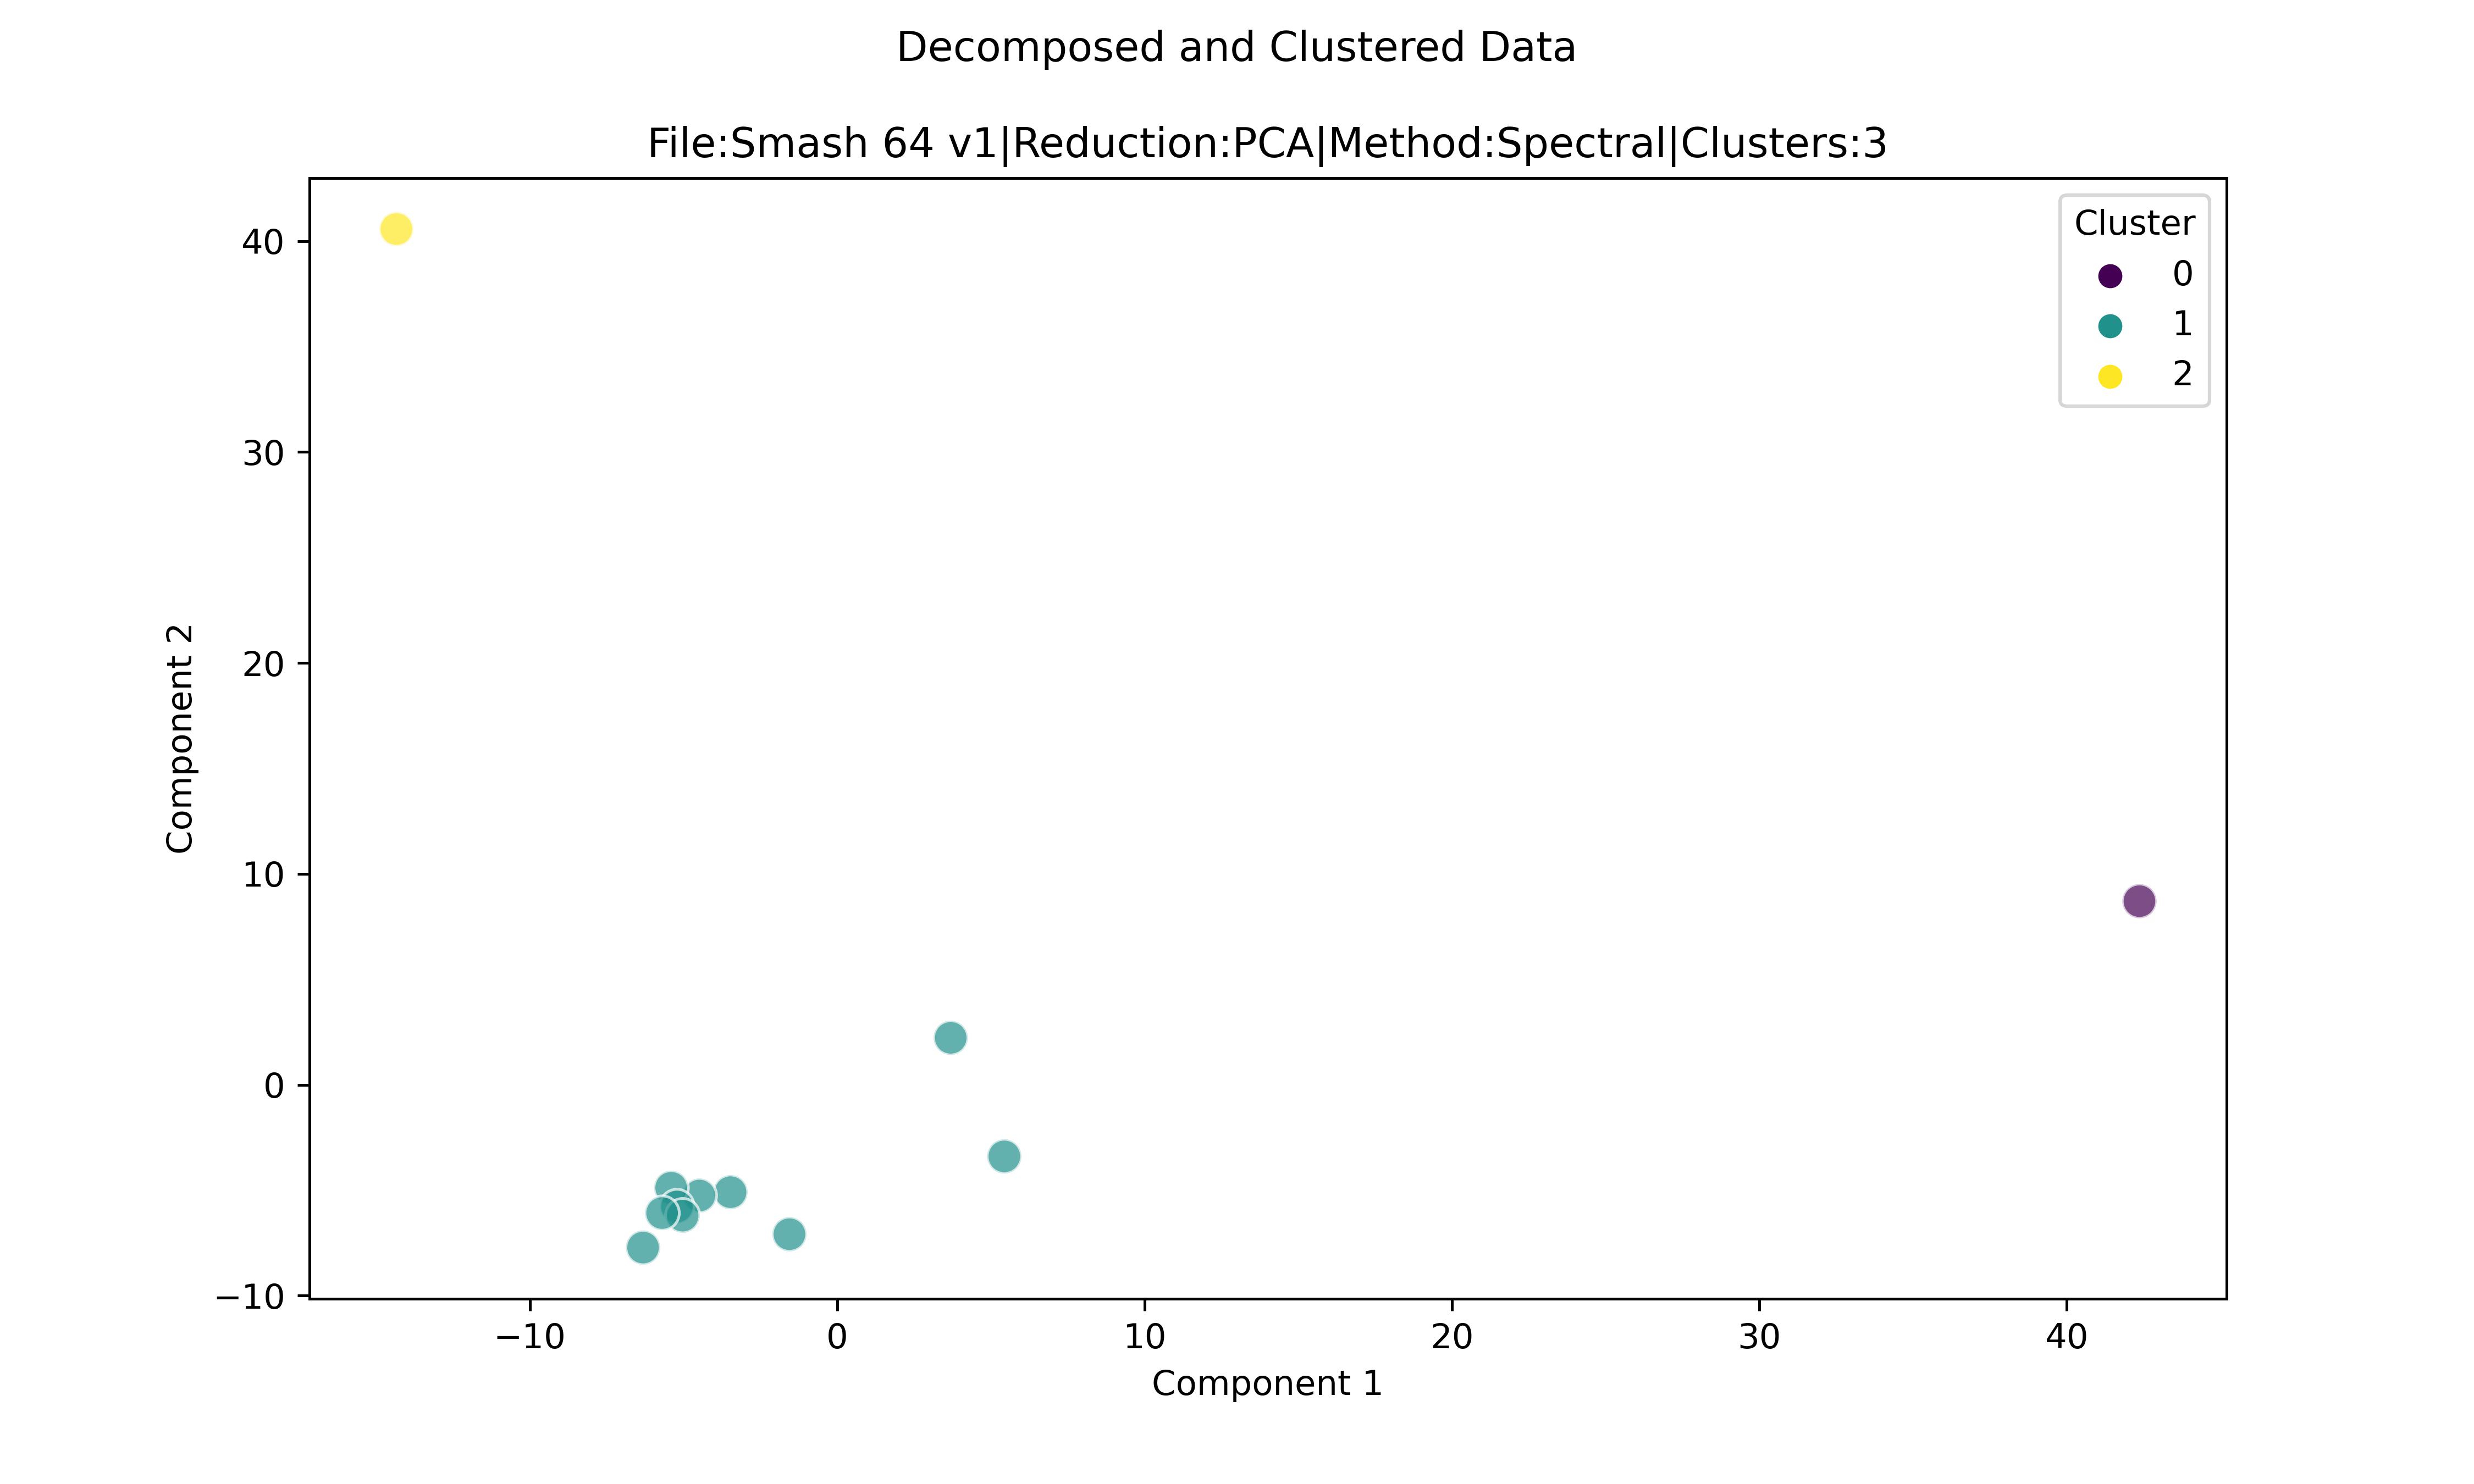 Decomposed and Clustered Data
File:Smash 64 v1|Reduction:PCA|Method:Spectral|Clusters:3
Cluster
0
1
2
40
30
20
10
0
−10
Component 2
−10 0 10 20 30 40
Component 1